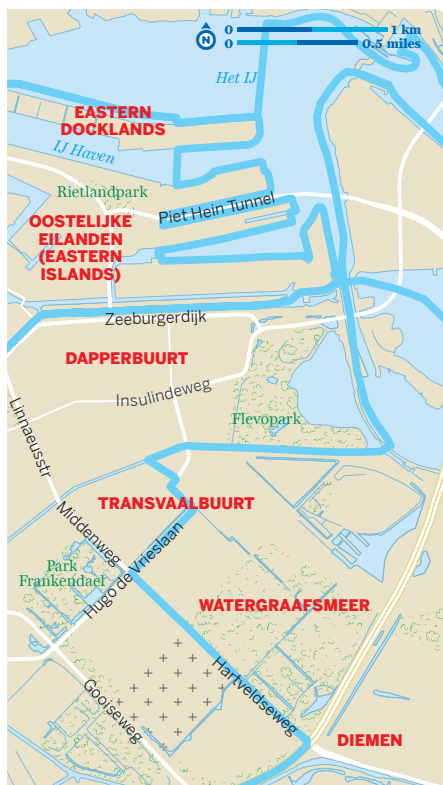 0 1 km
N
0 0.5 miles
Het IJ
EASTERN
DOCKLANDS
IJ Haven
Rietlandpark
Piet Hein Tunnel
OOSTELIJKE
EILANDEN
(EASTERN
ISLANDS)
Zeeburgerdijk
DAPPERBUURT
Insulindeweg
Linnaeusstr
Flevopark
TRANSVAALBUURT
Middenweg
Park
Frankendael
Hugo de Vrieslaan
WATERGRAAFSMEER
Hartveldseweg
Gooiseweg
DIEMEN